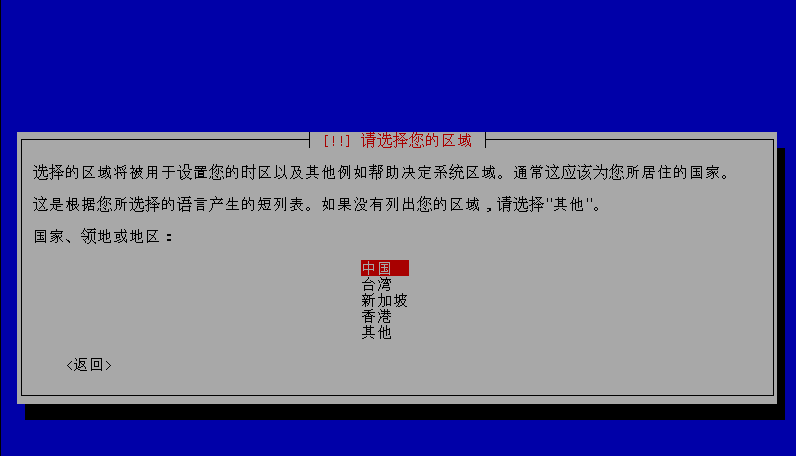 [!!] 请选择您的区域
选择的区域将被用于设置您的时区以及其他例如帮助决定系统区域。通常这应该为您所居住的国家。
这是根据您所选择的语言产生的短列表。如果没有列出您的区域，请选择"其他"。
国家、领地或地区：
中国
台湾
新加坡
香港
其他
<返回>